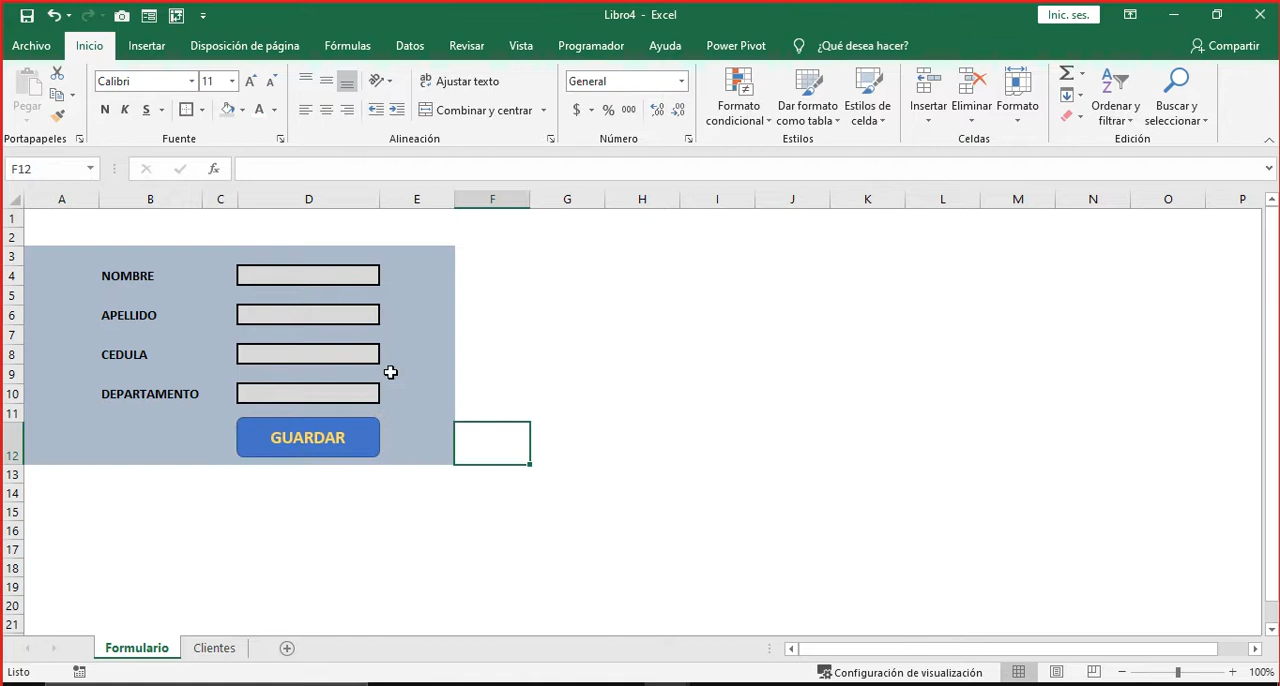 Libro4 - Excel
Inic. ses.
Archivo Inicio Insertar Disposición de página Fórmulas Datos Revisar Vista Programador Ayuda Power Pivot ¿Qué desea hacer? Compartir
Pegar
Portapapeles
Calibri 11
N K S A
Fuente
Ajustar texto
Combinar y centrar
Alineación
General
$ % 000
Número
Formato condicional
Dar formato como tabla
Estilos de celda
Estilos
Insertar Eliminar Formato
Celdas
Ordenar y filtrar
Buscar y seleccionar
Edición
F12 fx
A B C D E F G H I J K L M N O P
1
2
3
4 NOMBRE
5
6 APELLIDO
7
8 CEDULA
9
10 DEPARTAMENTO
11
12 GUARDAR
13
14
15
16
17
18
19
20
21
Formulario Clientes
Listo Configuración de visualización 100%